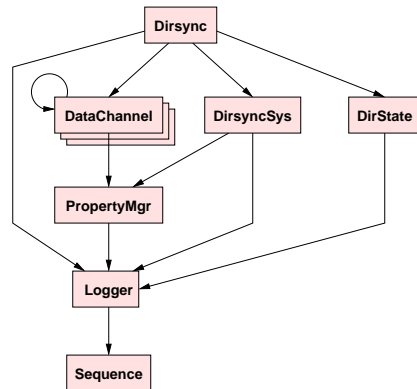 Dirsync
DataChannel
DirsyncSys
DirState
PropertyMgr
Logger
Sequence